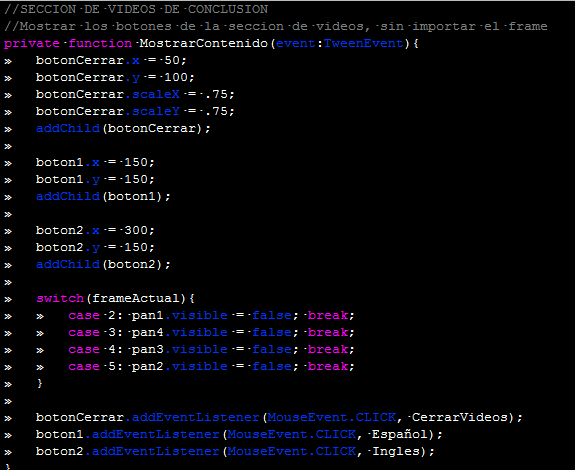 //SECCION DE VIDEOS DE CONCLUSION
//Mostrar los botones de la seccion de videos, sin importar el frame
private function MostrarContenido(event:TweenEvent){
» botonCerrar.x = 50;
» botonCerrar.y = 100;
» botonCerrar.scaleX = .75;
» botonCerrar.scaleY = .75;
» addChild(botonCerrar);
»
» boton1.x = 150;
» boton1.y = 150;
» addChild(boton1);
»
» boton2.x = 300;
» boton2.y = 150;
» addChild(boton2);
»
» switch(frameActual){
» » case 2: pan1.visible = false; break;
» » case 3: pan4.visible = false; break;
» » case 4: pan3.visible = false; break;
» » case 5: pan2.visible = false; break;
» }
»
» botonCerrar.addEventListener(MouseEvent.CLICK, CerrarVideos);
» boton1.addEventListener(MouseEvent.CLICK, Español);
» boton2.addEventListener(MouseEvent.CLICK, Ingles);
}